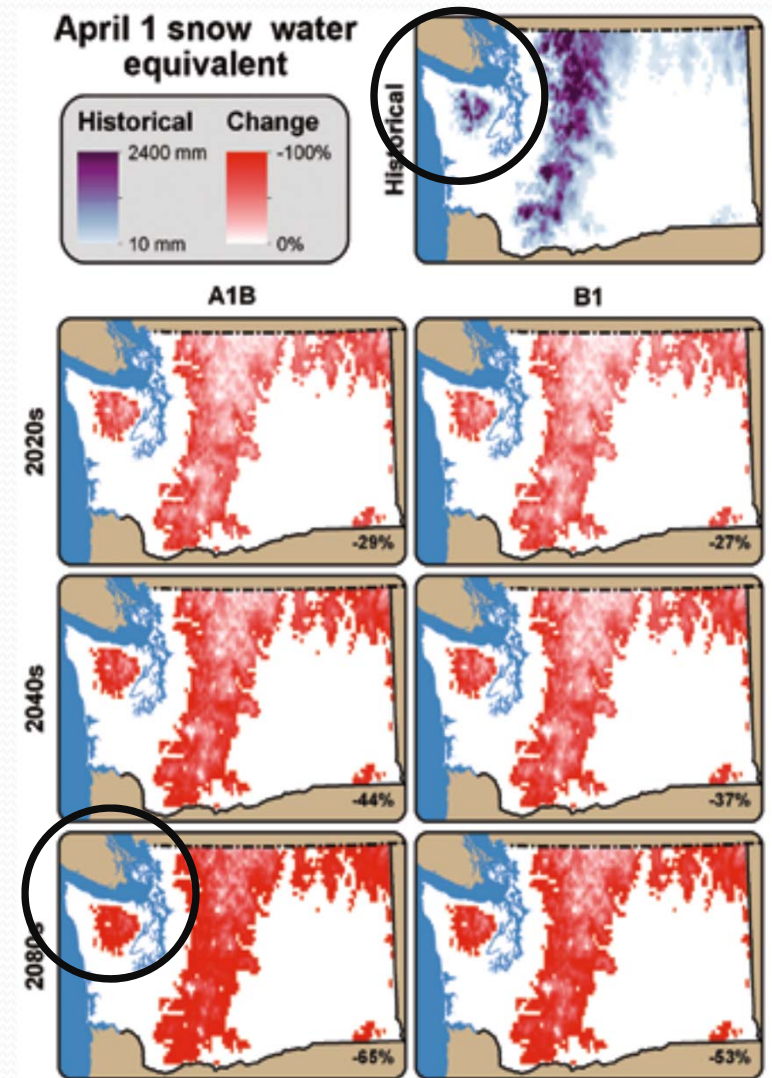 April 1 snow water
equivalent
Historical
Change
2400 mm
-100%
10 mm
0%
Historical
A1B
B1
2020s
-29%
-27%
2040s
-44%
-37%
2080s
-65%
-53%